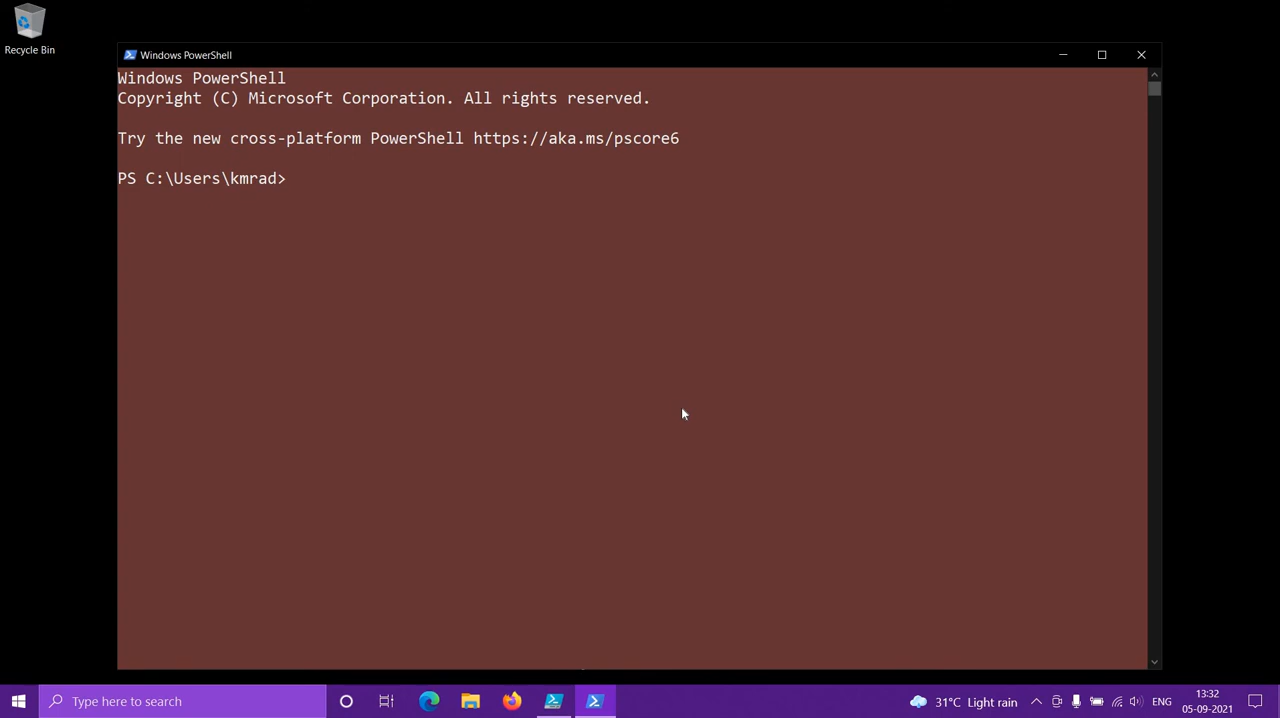 Recycle Bin
Windows PowerShell
Windows PowerShell
Copyright (C) Microsoft Corporation. All rights reserved.
Try the new cross-platform PowerShell https://aka.ms/pscore6
PS C:\Users\kmrad>
Type here to search
31°C Light rain
ENG
13:32
05-09-2021